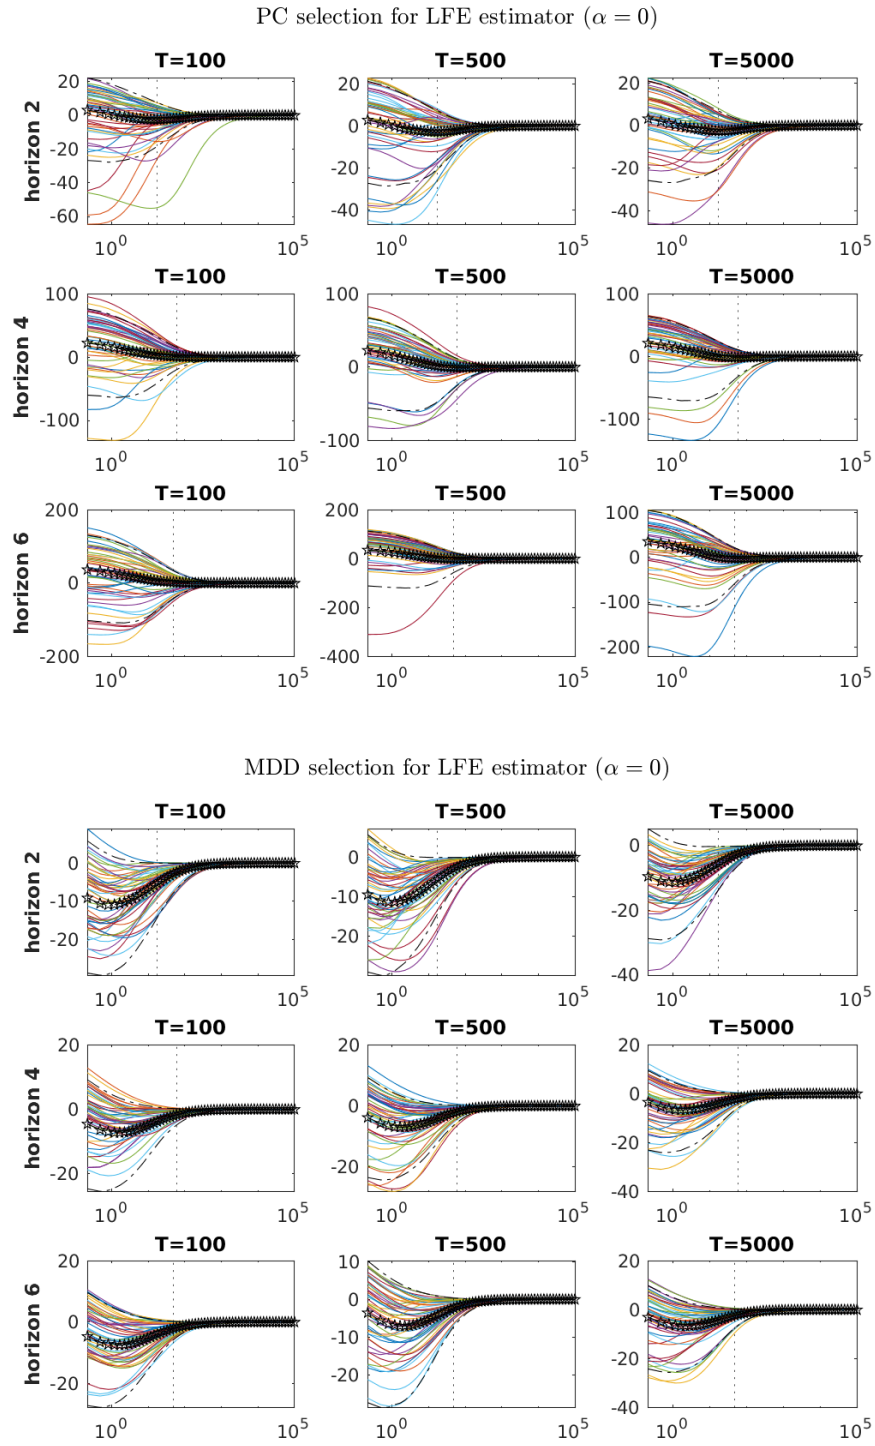 PC selection for LFE estimator (α = 0)
T=100 T=500 T=5000
horizon 2
20 0 -20 -40 -60
20 0 -20 -40
20 0 -20 -40
10^0 10^5 10^0 10^5 10^0 10^5
T=100 T=500 T=5000
horizon 4
100 0 -100
100 0 -100
100 0 -100
10^0 10^5 10^0 10^5 10^0 10^5
T=100 T=500 T=5000
horizon 6
200 0 -200
200 0 -200 -400
100 0 -100 -200
10^0 10^5 10^0 10^5 10^0 10^5
MDD selection for LFE estimator (α = 0)
T=100 T=500 T=5000
horizon 2
0 -10 -20
0 -10 -20
0 -20 -40
10^0 10^5 10^0 10^5 10^0 10^5
T=100 T=500 T=5000
horizon 4
20 0 -20
20 0 -20
20 0 -20 -40
10^0 10^5 10^0 10^5 10^0 10^5
T=100 T=500 T=5000
horizon 6
20 0 -20
10 0 -10 -20
20 0 -20 -40
10^0 10^5 10^0 10^5 10^0 10^5